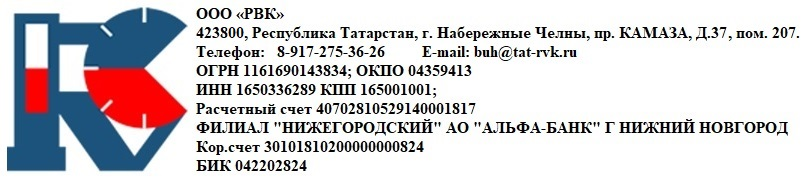 ООО «РВК»
423800, Республика Татарстан, г. Набережные Челны, пр. КАМАЗА, Д.37, пом. 207.
Телефон: 8-917-275-36-26 E-mail: buh@tat-rvk.ru
ОГРН 1161690143834; ОКПО 04359413
ИНН 1650336289 КПП 165001001;
Расчетный счет 40702810529140001817
ФИЛИАЛ "НИЖЕГОРОДСКИЙ" АО "АЛЬФА-БАНК" Г НИЖНИЙ НОВГОРОД
Кор.счет 30101810200000000824
БИК 042202824